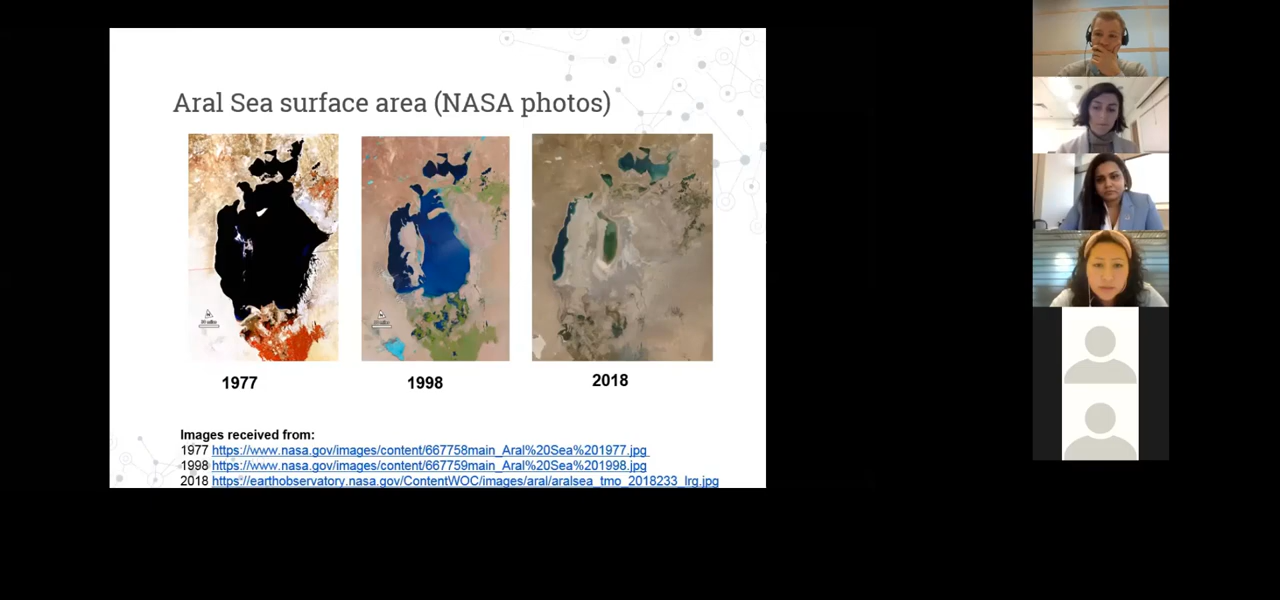 Aral Sea surface area (NASA photos)
1977
1998
2018
Images received from:
1977 https://www.nasa.gov/images/content/667758main_Aral%20Sea%201977.jpg
1998 https://www.nasa.gov/images/content/667759main_Aral%20Sea%201998.jpg
2018 https://earthobservatory.nasa.gov/ContentWOC/images/aral/aralsea_tmo_2018233_lrg.jpg